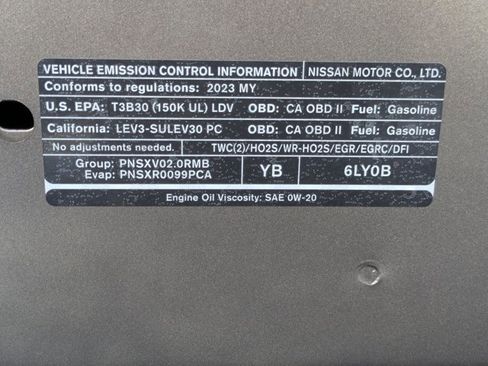 VEHICLE EMISSION CONTROL INFORMATION NISSAN MOTOR CO., LTD.
Conforms to regulations: 2023 MY
U.S. EPA: T3B30 (150K UL) LDV OBD: CA OBD II Fuel: Gasoline
California: LEV3-SULEV30 PC OBD: CA OBD II Fuel: Gasoline
No adjustments needed. TWC(2)/HO2S/WR-HO2S/EGR/EGRC/DFI
Group: PNSXV02.0RMB
Evap: PNSXR0099PCA
YB
6LY0B
Engine Oil Viscosity: SAE 0W-20